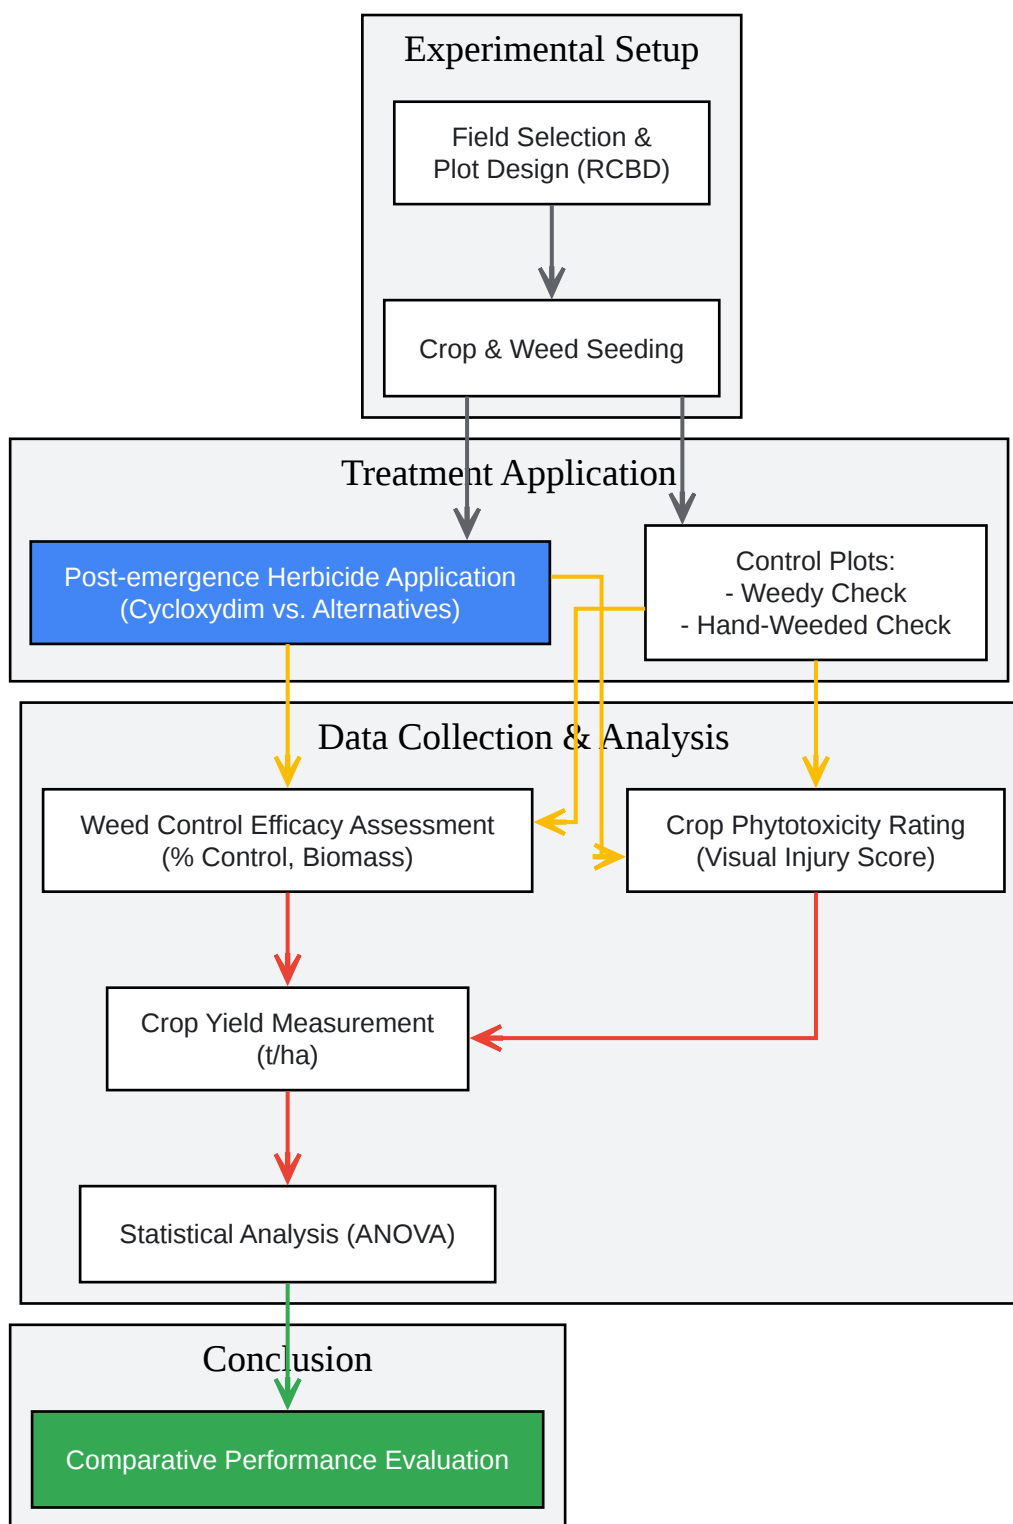 Experimental Setup
Field Selection &
Plot Design (RCBD)
Crop & Weed Seeding
Treatment Application
Post-emergence Herbicide Application
(Cycloxydim vs. Alternatives)
Control Plots:
- Weedy Check
- Hand-Weeded Check
Data Collection & Analysis
Weed Control Efficacy Assessment
(% Control, Biomass)
Crop Phytotoxicity Rating
(Visual Injury Score)
Crop Yield Measurement
(t/ha)
Statistical Analysis (ANOVA)
Conclusion
Comparative Performance Evaluation